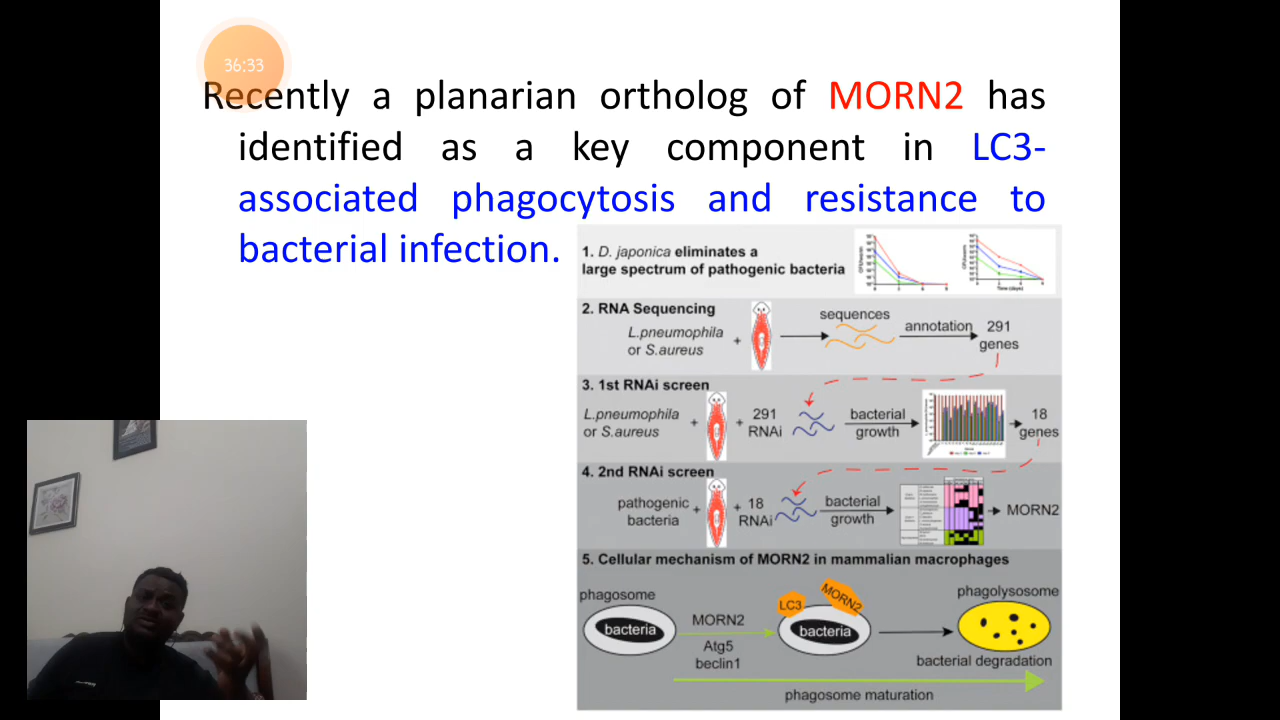 36:33
Recently a planarian ortholog of MORN2 has
identified as a key component in LC3-
associated phagocytosis and resistance to
bacterial infection.
1. D. japonica eliminates a
large spectrum of pathogenic bacteria
Time (days)
2. RNA Sequencing
L.pneumophila
or S.aureus
+
sequences
annotation
291
genes
3. 1st RNAi screen
L.pneumophila
or S.aureus
+
+ 291
RNAi
bacterial
growth
18
genes
4. 2nd RNAi screen
pathogenic
bacteria
+
+ 18
RNAi
bacterial
growth
MORN2
5. Cellular mechanism of MORN2 in mammalian macrophages
phagosome
bacteria
MORN2
Atg5
beclin1
LC3
MORN2
bacteria
phagolysosome
bacterial degradation
phagosome maturation